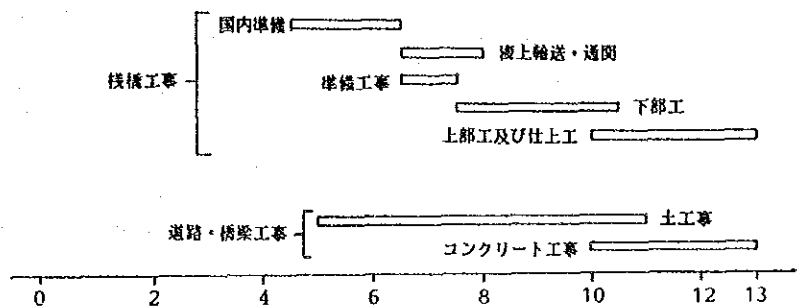 国内準備
海上輸送・通関
桟橋工事
準備工事
下部工
上部工及び仕上工
土工事
道路・橋梁工事
コンクリート工事
0 2 4 6 8 10 12 13